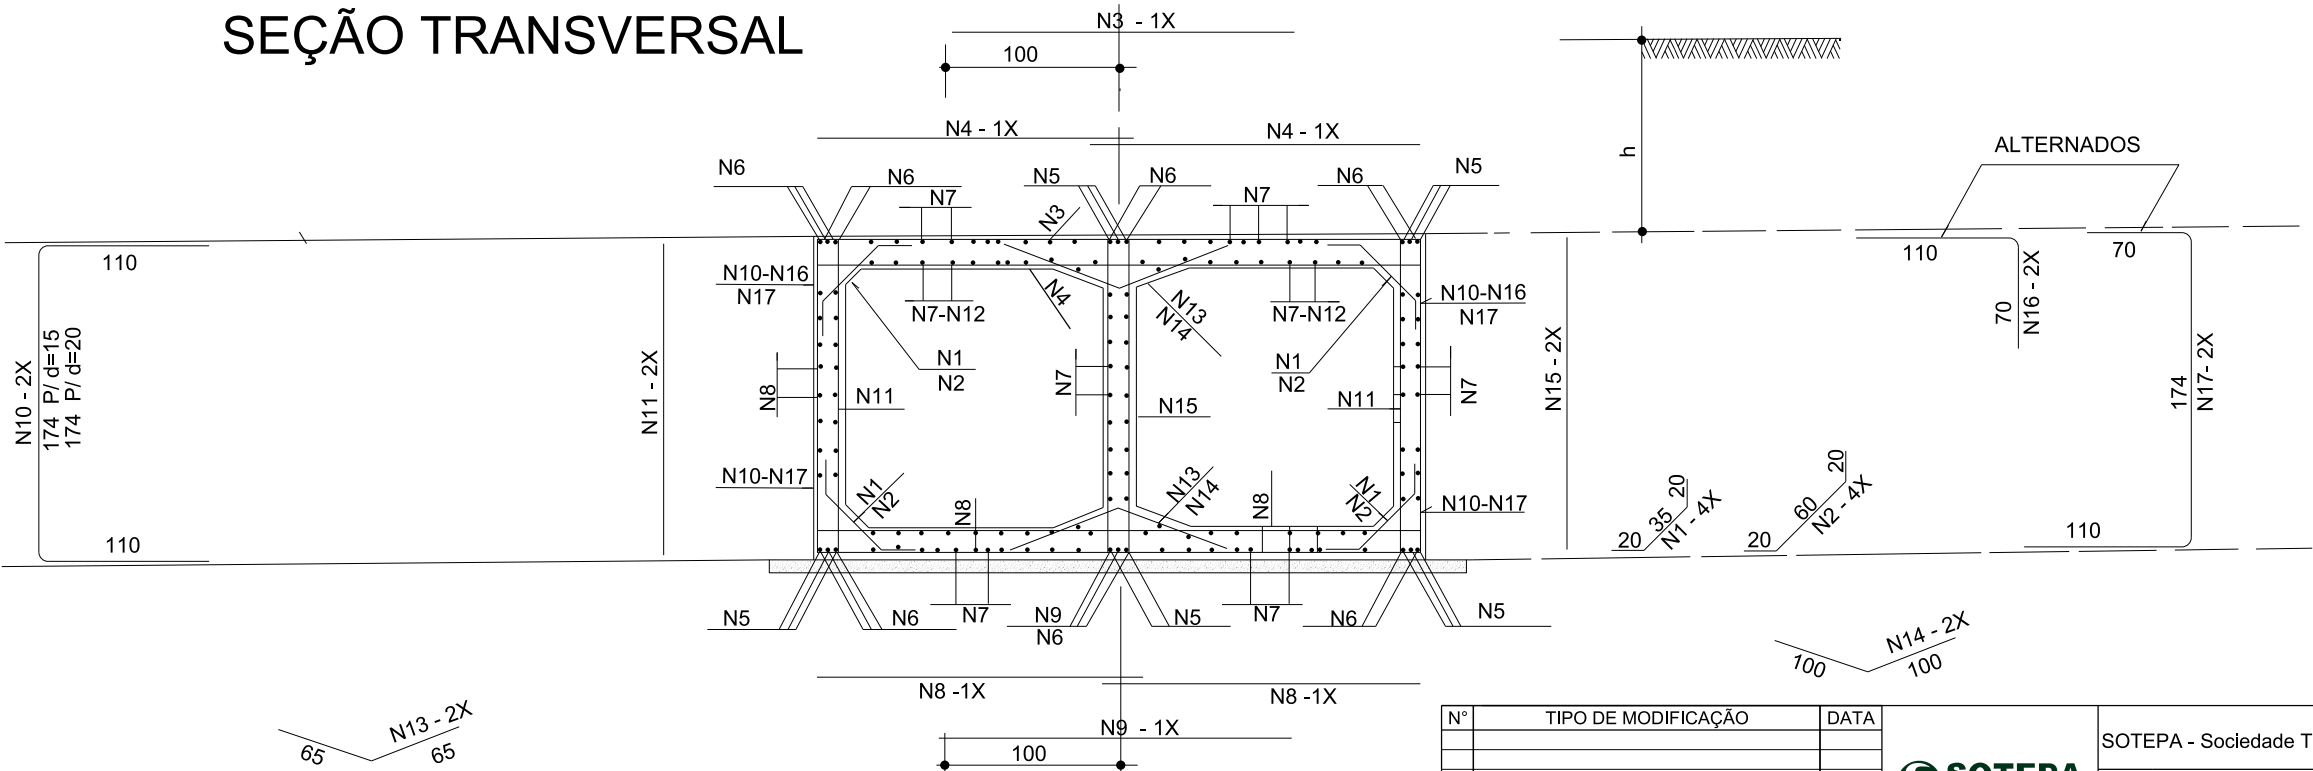 SEÇÃO TRANSVERSAL
N3 - 1X
100
N4 - 1X
N4 - 1X
h
ALTERNADOS
N6
N6
N5
N6
N6
N5
N7
N7
N3
110
110
70
N10-N16
N17
N4
N7-N12
N13
N14
N7-N12
N10-N16
N17
70
N16 - 2X
N10 - 2X
174 P/ d=15
174 P/ d=20
N11 - 2X
N8
N1
N2
N7
N1
N2
N7
N15 - 2X
174
N17- 2X
N11
N15
N11
N10-N17
N1
N2
N8
N13
N14
N8
N1
N2
N10-N17
20
35
20
N1 - 4X
20
60
20
N2 - 4X
110
110
N5
N6
N7
N9
N6
N5
N7
N6
N5
N14 - 2X
100
100
N8 -1X
N8 -1X
N13 - 2X
65
65
N9 - 1X
100
N° TIPO DE MODIFICAÇÃO DATA
SOTEPA
SOTEPA - Sociedade T